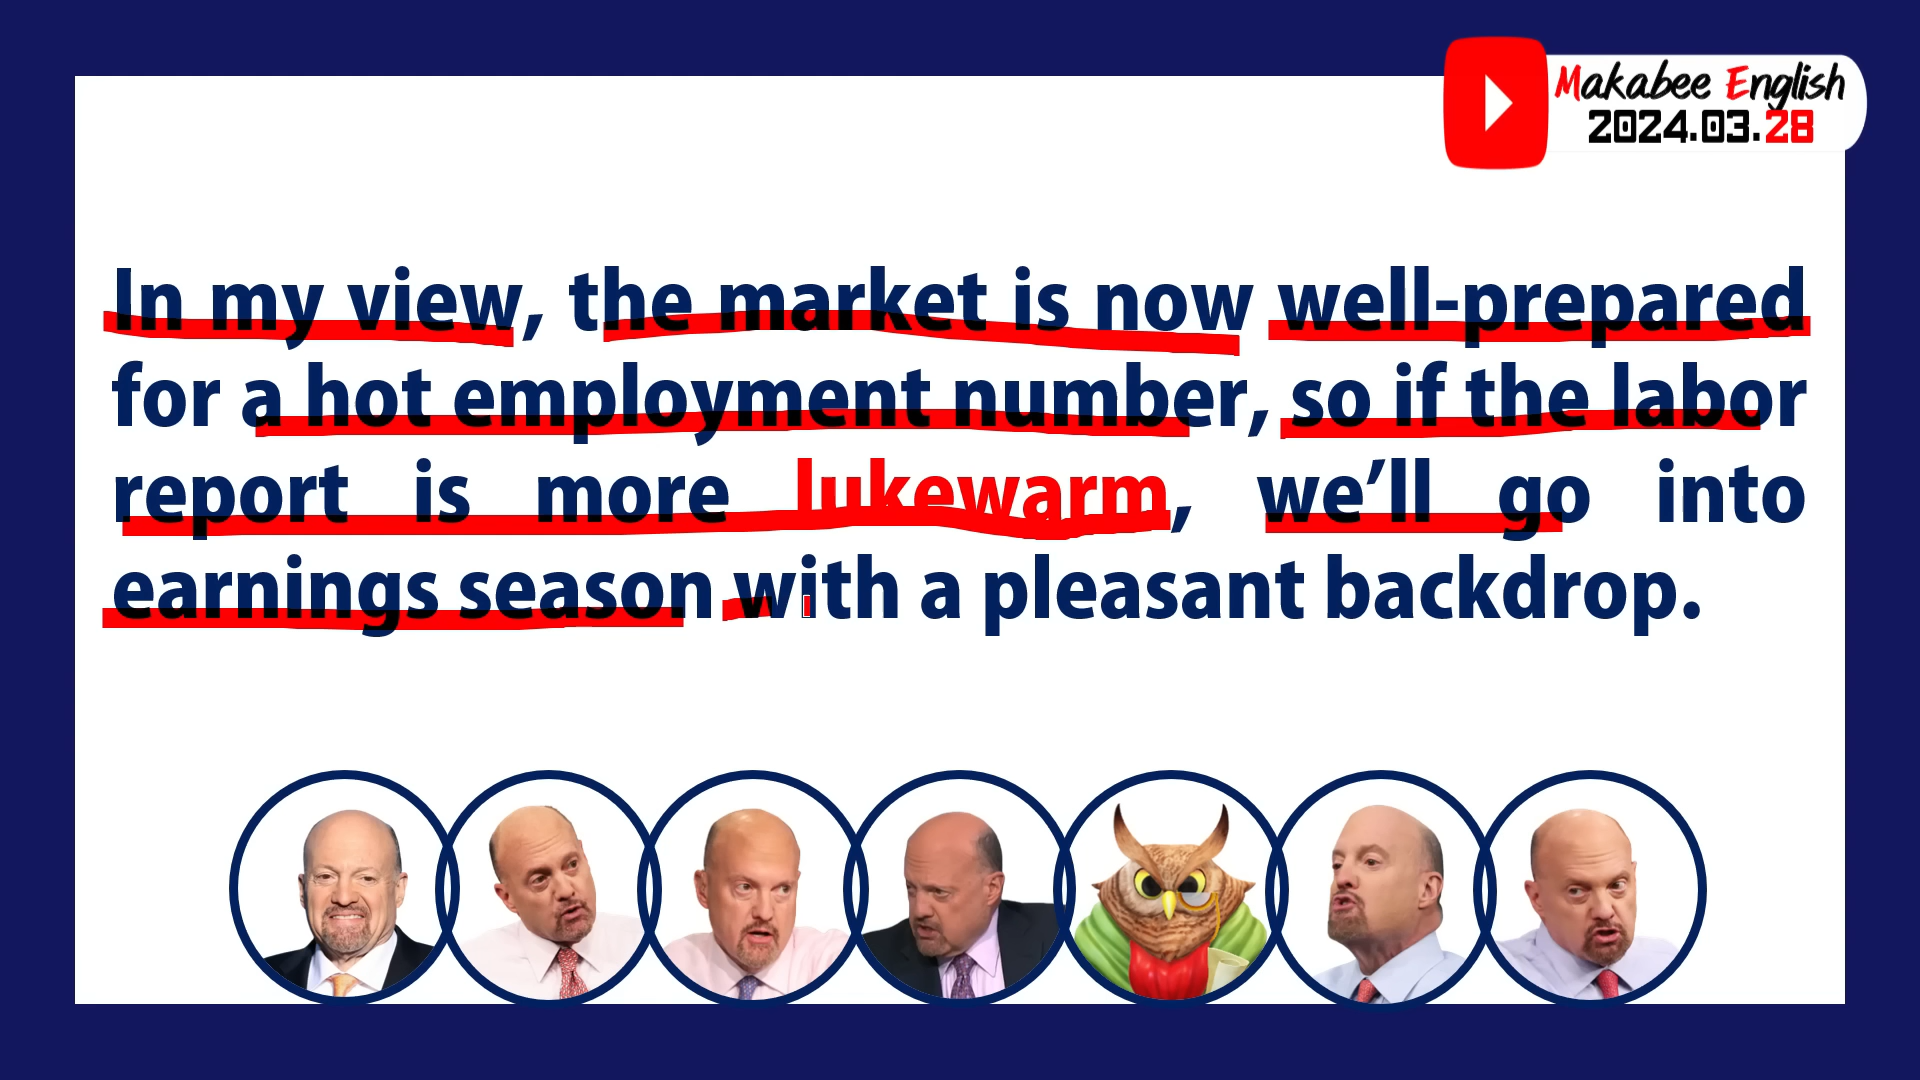 Makabee English
2024.03.28
In my view, the market is now well-prepared
for a hot employment number, so if the labor
report is more lukewarm, we’ll go into
earnings season with a pleasant backdrop.